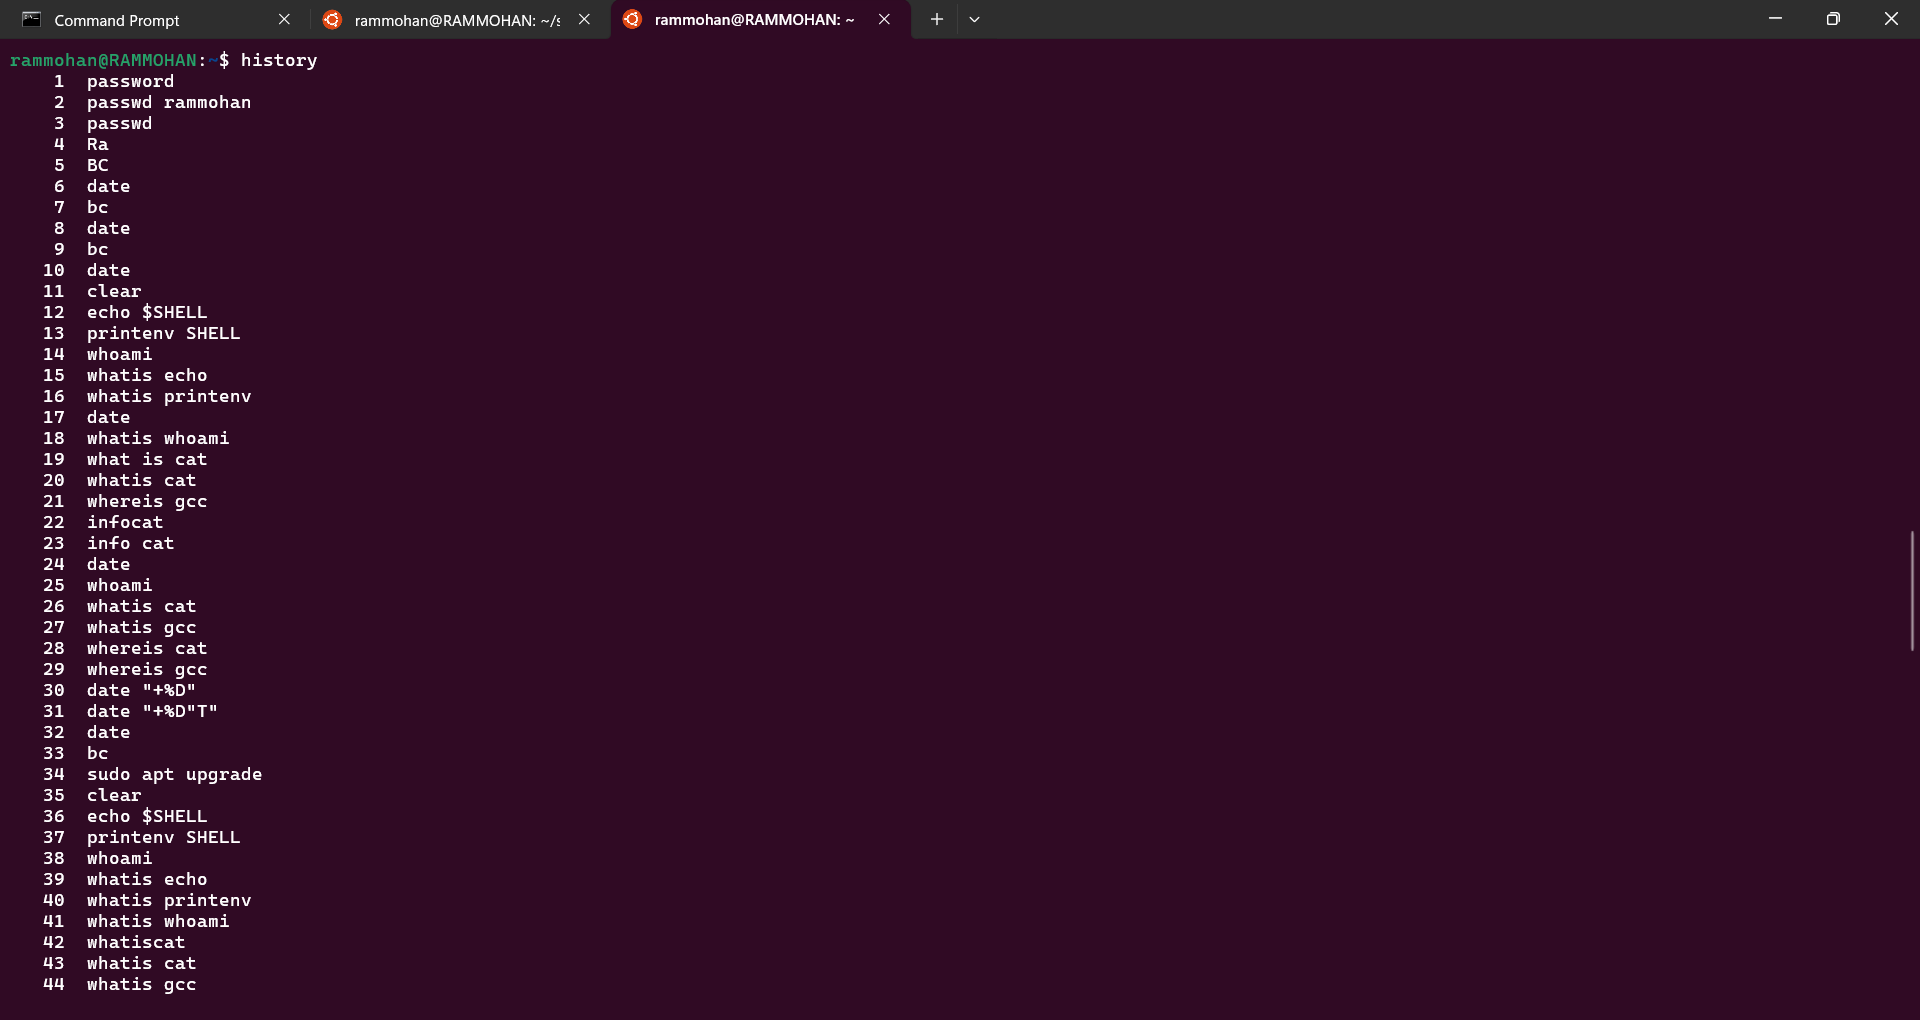 Command Prompt
rammohan@RAMMOHAN: ~/s
rammohan@RAMMOHAN: ~
rammohan@RAMMOHAN:~$ history
1 password
2 passwd rammohan
3 passwd
4 Ra
5 BC
6 date
7 bc
8 date
9 bc
10 date
11 clear
12 echo $SHELL
13 printenv SHELL
14 whoami
15 whatis echo
16 whatis printenv
17 date
18 whatis whoami
19 what is cat
20 whatis cat
21 whereis gcc
22 infocat
23 info cat
24 date
25 whoami
26 whatis cat
27 whatis gcc
28 whereis cat
29 whereis gcc
30 date "+%D"
31 date "+%D"T"
32 date
33 bc
34 sudo apt upgrade
35 clear
36 echo $SHELL
37 printenv SHELL
38 whoami
39 whatis echo
40 whatis printenv
41 whatis whoami
42 whatiscat
43 whatis cat
44 whatis gcc